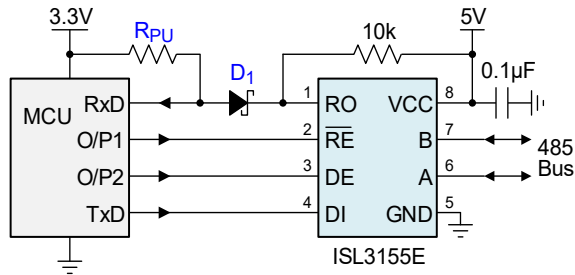 3.3V
5V
RPU
10k
D1
0.1µF
MCU
RxD
O/P1
O/P2
TxD
1
2
3
4
RO
RE
DE
DI
VCC
B
A
GND
8
7
6
5
485
Bus
ISL3155E